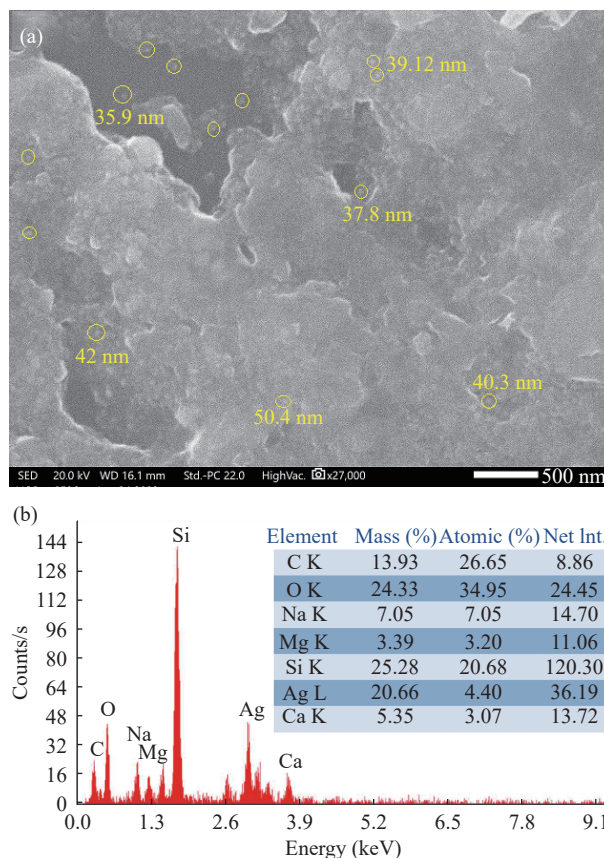 (a)
39.12 nm
35.9 nm
37.8 nm
42 nm
40.3 nm
50.4 nm
SED 20.0 kV WD 16.1 mm Std.-PC 22.0 HighVac. x27,000 500 nm
(b)
Si
Element Mass (%) Atomic (%) Net lnt.
C K 13.93 26.65 8.86
O K 24.33 34.95 24.45
Na K 7.05 7.05 14.70
Mg K 3.39 3.20 11.06
Si K 25.28 20.68 120.30
Ag L 20.66 4.40 36.19
Ca K 5.35 3.07 13.72
Counts/s
144
128
112
96
80
64
48
32
16
0
C
O
Na
Mg
Ag
Ca
0.0 1.3 2.6 3.9 5.2 6.5 7.8 9.1
Energy (keV)